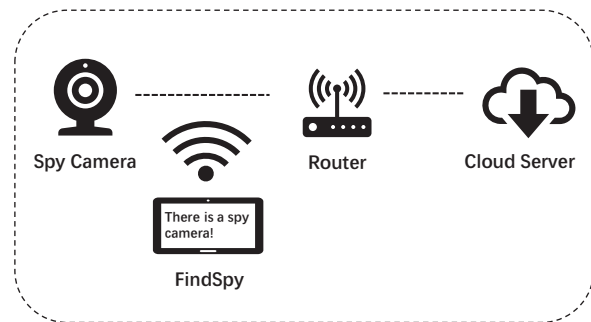 Spy Camera
Router
Cloud Server
There is a spy
camera!
FindSpy